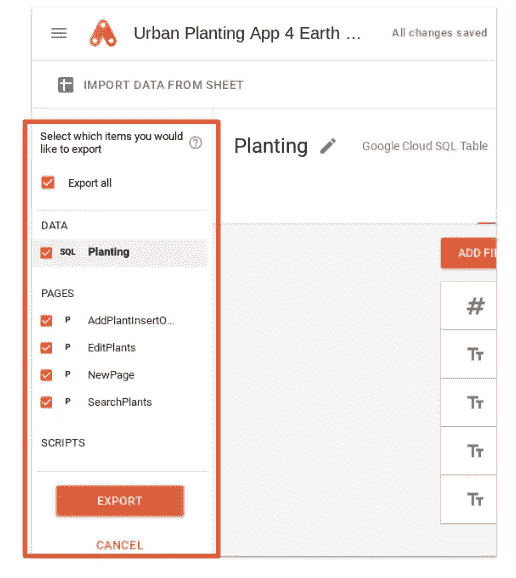 Urban Planting App 4 Earth ...
All changes saved
IMPORT DATA FROM SHEET
Select which items you would
like to export
?
Export all
DATA
SQL Planting
PAGES
P AddPlantInsertO...
P EditPlants
P NewPage
P SearchPlants
SCRIPTS
EXPORT
CANCEL
Planting
Google Cloud SQL Table
ADD FI
#
Tт
Tт
Tт
Tт